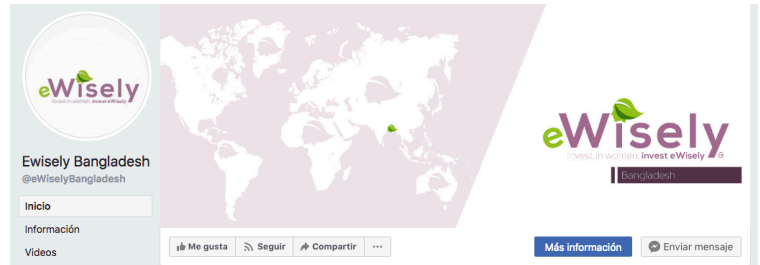 eWisely
Invest in women, invest eWisely
Ewisely Bangladesh
@eWiselyBangladesh
Inicio
Información
Videos
eWisely
Invest in women, invest eWisely
Bangladesh
Me gusta
Seguir
Compartir
Más información
Enviar mensaje